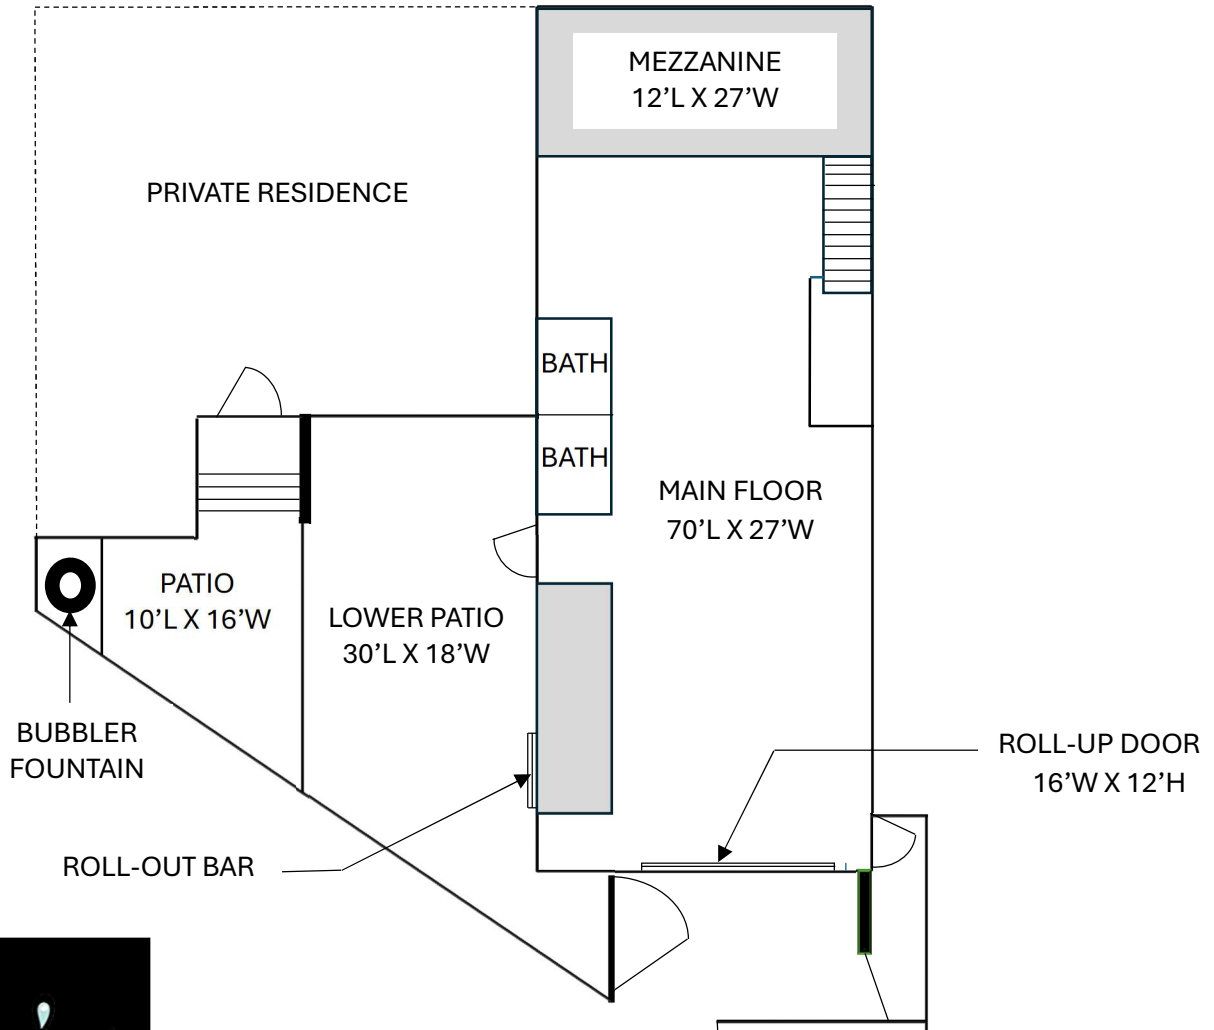 MEZZANINE
12’L X 27’W
PRIVATE RESIDENCE
BATH
BATH
MAIN FLOOR
70’L X 27’W
PATIO
10’L X 16’W
LOWER PATIO
30’L X 18’W
BUBBLER
FOUNTAIN
ROLL-UP DOOR
16’W X 12’H
ROLL-OUT BAR